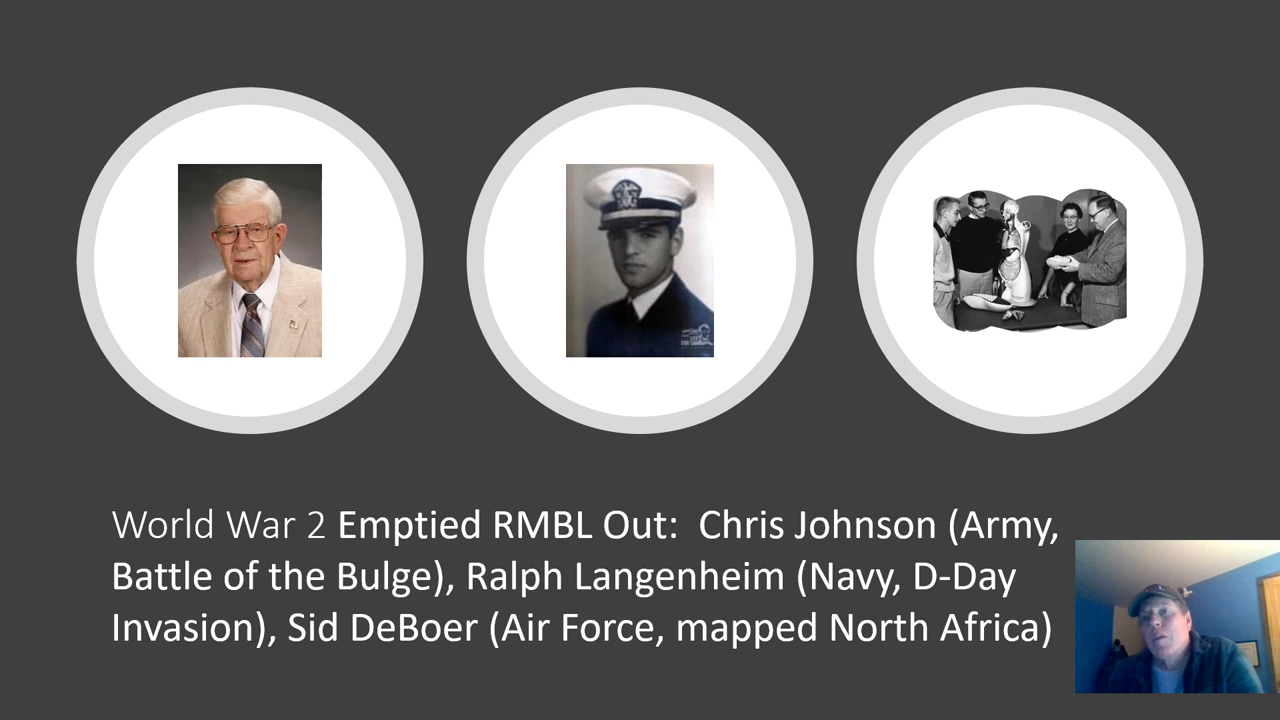 World War 2 Emptied RMBL Out:  Chris Johnson (Army,
Battle of the Bulge), Ralph Langenheim (Navy, D-Day
Invasion), Sid DeBoer (Air Force, mapped North Africa)